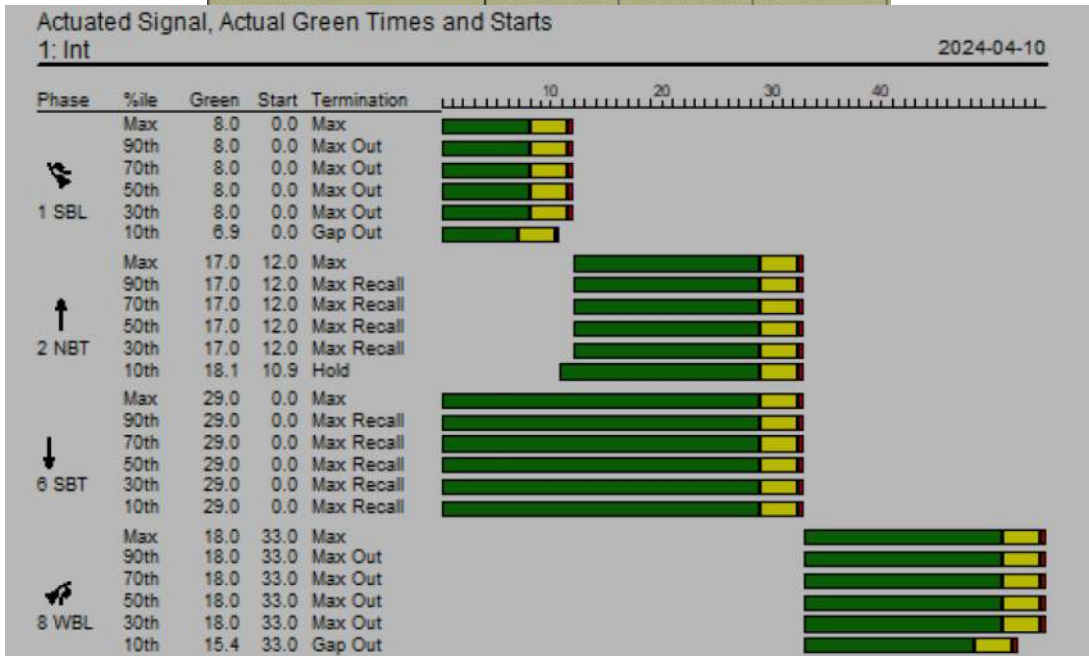 Actuated Signal, Actual Green Times and Starts
1: Int 2024-04-10
Phase %ile Green Start Termination 10 20 30 40
Max 8.0 0.0 Max
90th 8.0 0.0 Max Out
70th 8.0 0.0 Max Out
50th 8.0 0.0 Max Out
1 SBL 30th 8.0 0.0 Max Out
10th 6.9 0.0 Gap Out
Max 17.0 12.0 Max
90th 17.0 12.0 Max Recall
70th 17.0 12.0 Max Recall
50th 17.0 12.0 Max Recall
2 NBT 30th 17.0 12.0 Max Recall
10th 18.1 10.9 Hold
Max 29.0 0.0 Max
90th 29.0 0.0 Max Recall
70th 29.0 0.0 Max Recall
50th 29.0 0.0 Max Recall
6 SBT 30th 29.0 0.0 Max Recall
10th 29.0 0.0 Max Recall
Max 18.0 33.0 Max
90th 18.0 33.0 Max Out
70th 18.0 33.0 Max Out
50th 18.0 33.0 Max Out
8 WBL 30th 18.0 33.0 Max Out
10th 15.4 33.0 Gap Out